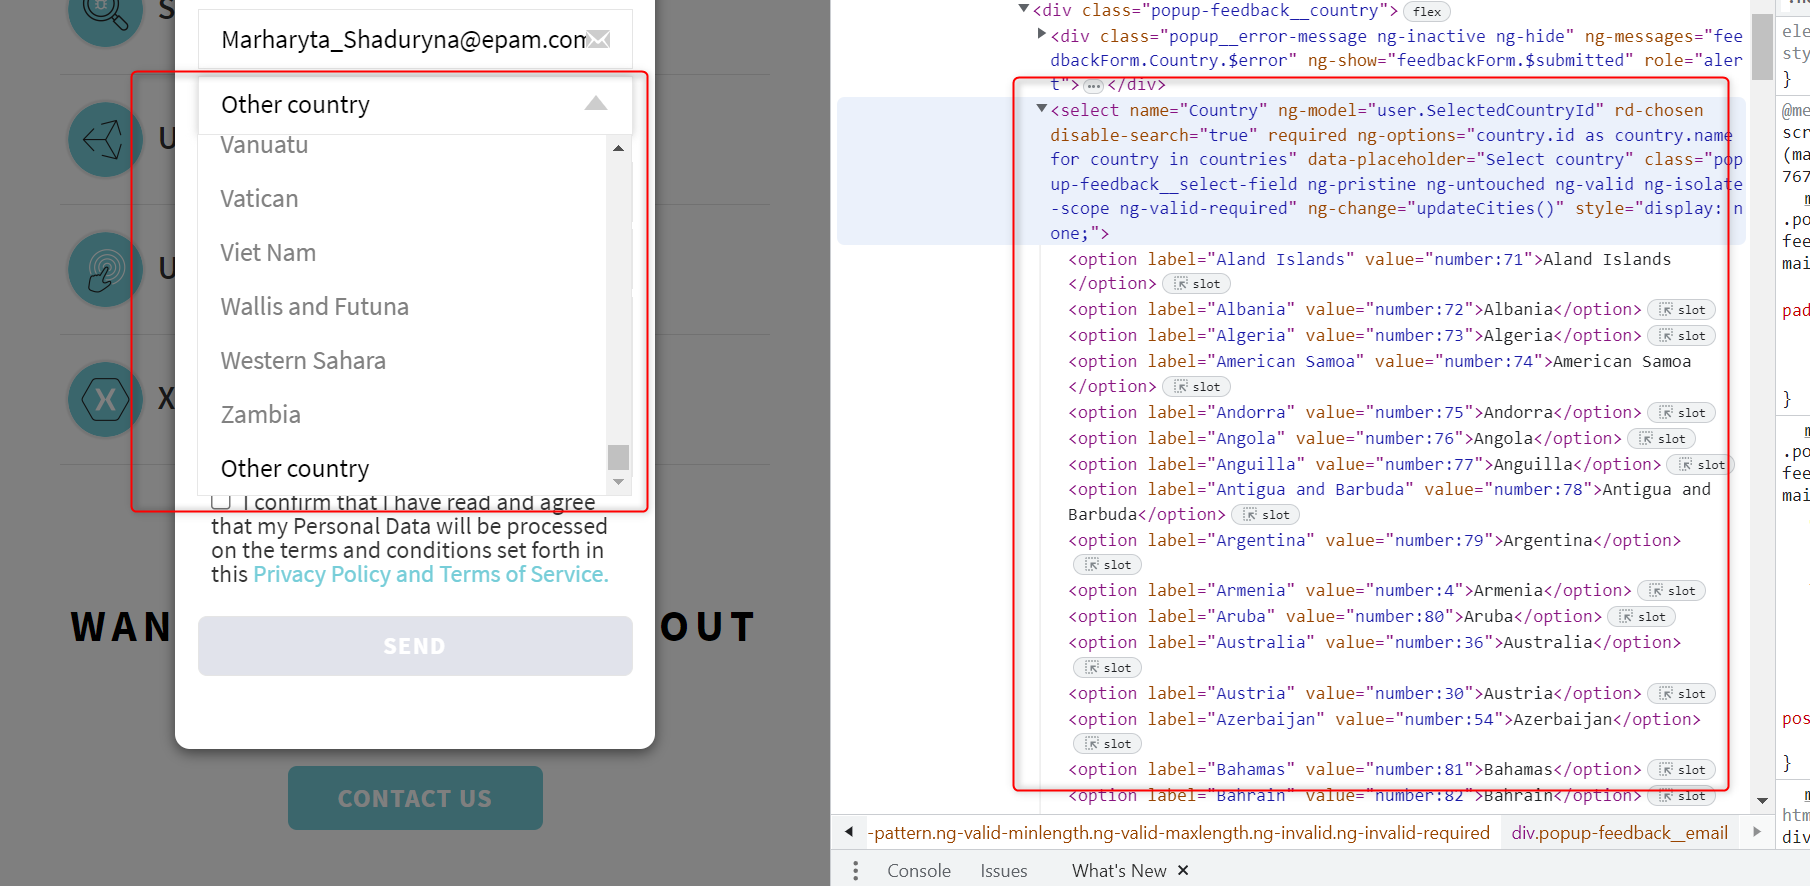 S
Marharyta_Shaduryna@epam.com
Other country
U
Vanuatu
Vatican
Viet Nam
U
Wallis and Futuna
Western Sahara
X
Zambia
Other country
I confirm that I have read and agree
that my Personal Data will be processed
on the terms and conditions set forth in
this Privacy Policy and Terms of Service.
WAN
OUT
SEND
CONTACT US
<div class="popup-feedback__country"> flex
<div class="popup__error-message ng-inactive ng-hide" ng-messages="fee
dbackForm.Country.$error" ng-show="feedbackForm.$submitted" role="aler
t"> ··· </div>
<select name="Country" ng-model="user.SelectedCountryId" rd-chosen
disable-search="true" required ng-options="country.id as country.name
for country in countries" data-placeholder="Select country" class="pop
up-feedback__select-field ng-pristine ng-untouched ng-valid ng-isolate
-scope ng-valid-required" ng-change="updateCities()" style="display: n
one;">
<option label="Aland Islands" value="number:71">Aland Islands
</option> slot
<option label="Albania" value="number:72">Albania</option> slot
<option label="Algeria" value="number:73">Algeria</option> slot
<option label="American Samoa" value="number:74">American Samoa
</option> slot
<option label="Andorra" value="number:75">Andorra</option> slot
<option label="Angola" value="number:76">Angola</option> slot
<option label="Anguilla" value="number:77">Anguilla</option> slot
<option label="Antigua and Barbuda" value="number:78">Antigua and
Barbuda</option> slot
<option label="Argentina" value="number:79">Argentina</option>
slot
<option label="Armenia" value="number:4">Armenia</option> slot
<option label="Aruba" value="number:80">Aruba</option> slot
<option label="Australia" value="number:36">Australia</option>
slot
<option label="Austria" value="number:30">Austria</option> slot
<option label="Azerbaijan" value="number:54">Azerbaijan</option>
slot
<option label="Bahamas" value="number:81">Bahamas</option> slot
<option label="Bahrain" value="number:82">Bahrain</option> slot
-pattern.ng-valid-minlength.ng-valid-maxlength.ng-invalid.ng-invalid-required div.popup-feedback__email
Console Issues What's New ×
ele
sty
}
@me
scr
(ma
767
.po
fee
mai
pad
}
.po
fee
mai
pos
}
htm
div